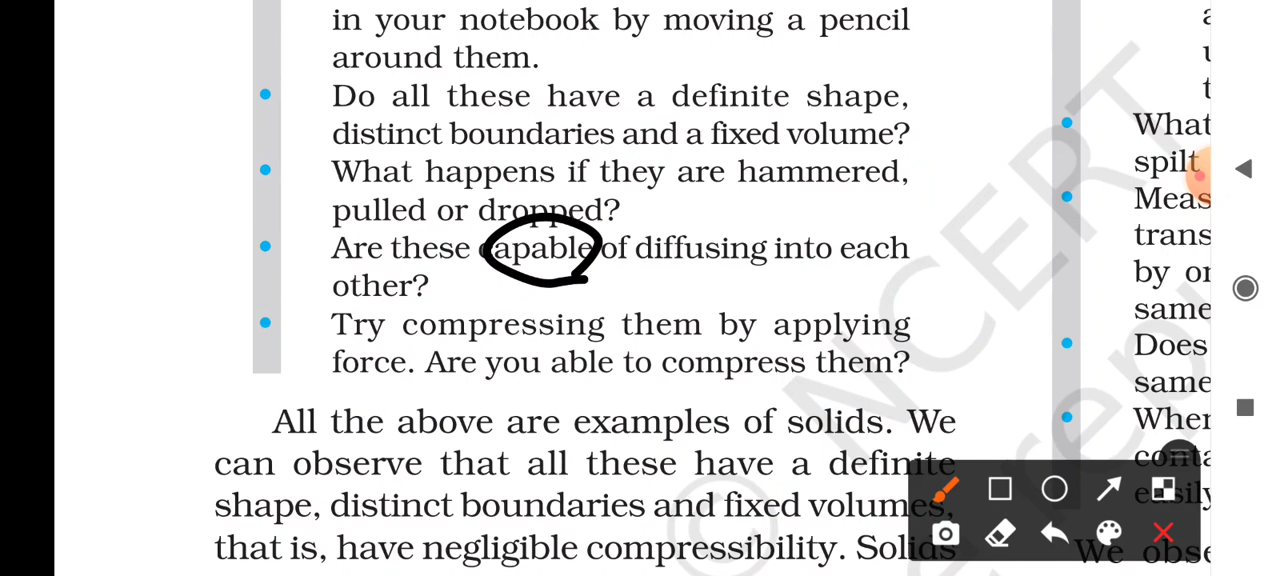 in your notebook by moving a pencil
around them.
Do all these have a definite shape,
distinct boundaries and a fixed volume?
What happens if they are hammered,
pulled or dropped?
Are these capable of diffusing into each
other?
Try compressing them by applying
force. Are you able to compress them?
All the above are examples of solids. We
can observe that all these have a definite
shape, distinct boundaries and fixed volumes,
that is, have negligible compressibility. Solids
What
spilt
Meas
trans
by or
same
Does
same
When
conta
easily
We obse
© NCERT